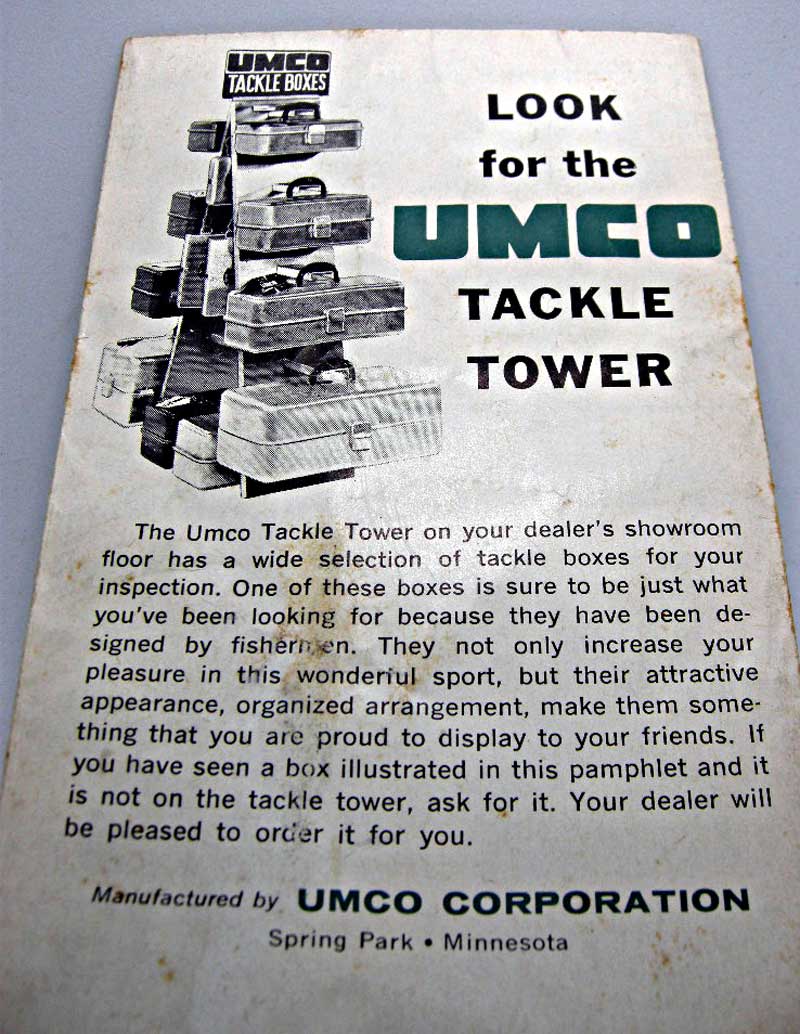 UMCO
TACKLE BOXES
LOOK
for the
UMCO
TACKLE
TOWER
The Umco Tackle Tower on your dealer's showroom
floor has a wide selection of tackle boxes for your
inspection. One of these boxes is sure to be just what
you've been looking for because they have been de-
signed by fishermen. They not only increase your
pleasure in this wonderful sport, but their attractive
appearance, organized arrangement, make them some-
thing that you are proud to display to your friends. If
you have seen a box illustrated in this pamphlet and it
is not on the tackle tower, ask for it. Your dealer will
be pleased to order it for you.
Manufactured by UMCO CORPORATION
Spring Park • Minnesota